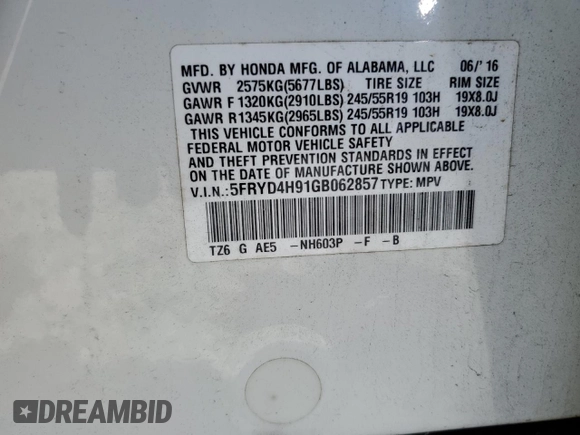 MFD. BY HONDA MFG. OF ALABAMA, LLC 06/'16
GVWR 2575KG(5677LBS) TIRE SIZE RIM SIZE
GAWR F 1320KG(2910LBS) 245/55R19 103H 19X8.0J
GAWR R 1345KG(2965LBS) 245/55R19 103H 19X8.0J
THIS VEHICLE CONFORMS TO ALL APPLICABLE
FEDERAL MOTOR VEHICLE SAFETY
AND THEFT PREVENTION STANDARDS IN EFFECT
ON THE DATE OF MANUFACTURE SHOWN ABOVE.
V.I.N.:5FRYD4H91GB062857 TYPE: MPV
TZ6 G AE5 -NH603P -F -B
DREAMBID